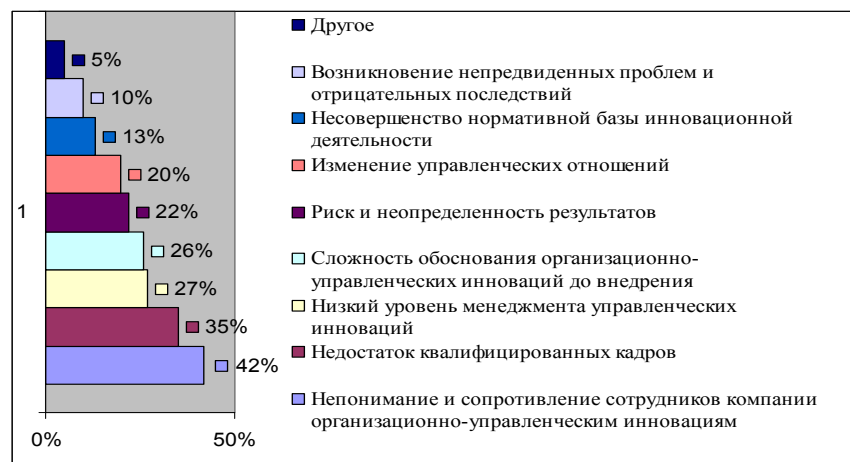 Другое
5%
Возникновение непредвиденных проблем и
отрицательных последствий
10%
Несовершенство нормативной базы инновационной
деятельности
13%
Изменение управленческих отношений
20%
1
Риск и неопределенность результатов
22%
Сложность обоснования организационно-
управленческих инноваций до внедрения
26%
Низкий уровень менеджмента управленческих
инноваций
27%
Недостаток квалифицированных кадров
35%
Непонимание и сопротивление сотрудников компании
организационно-управленческим инновациям
42%
0%
50%